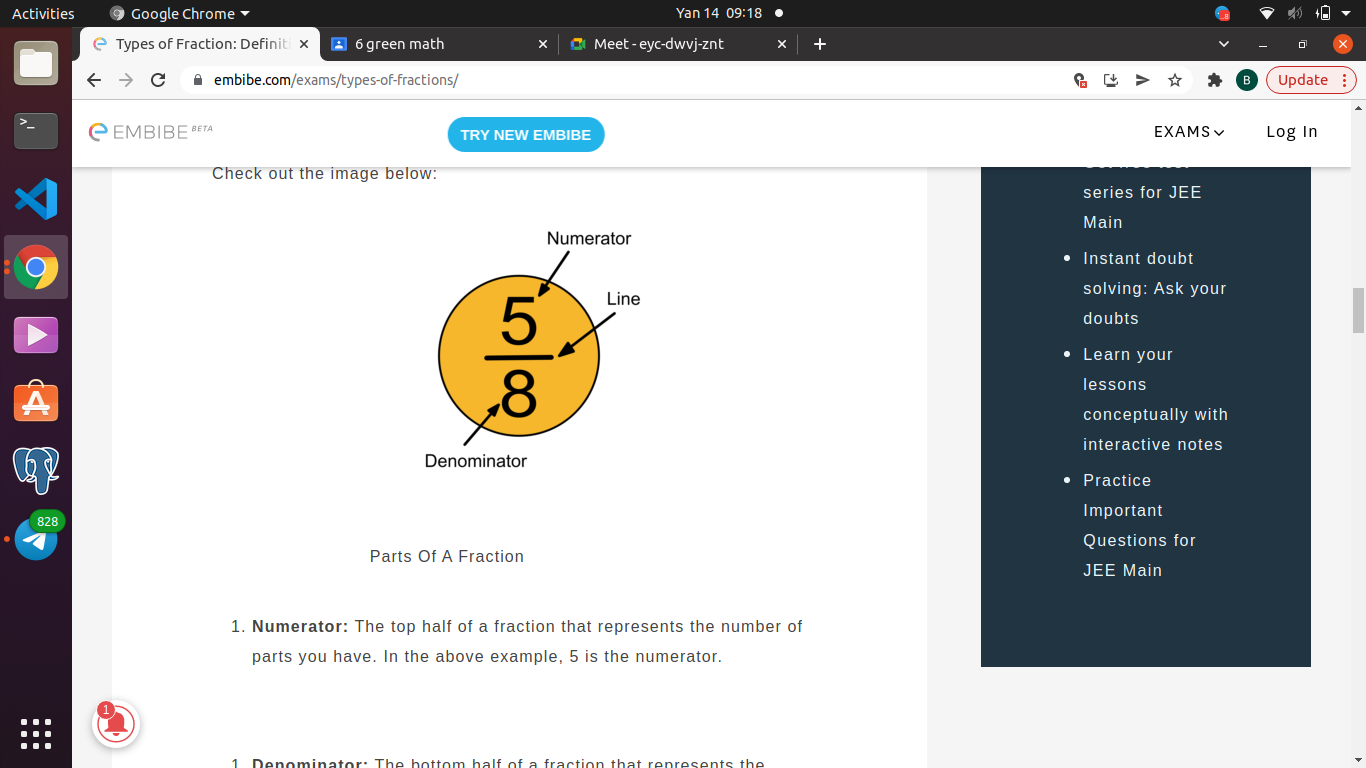 Activities
Google Chrome
Yan 14 09:18
8
Types of Fraction: Definiti
6 green math
Meet - eyc-dwvj-znt
embibe.com/exams/types-of-fractions/
B
Update
EMBIBE BETA
TRY NEW EMBIBE
EXAMS
Log In
Check out the image below:
Numerator
Line
5
8
Denominator
Parts Of A Fraction
1. Numerator: The top half of a fraction that represents the number of
parts you have. In the above example, 5 is the numerator.
1. Denominator: The bottom half of a fraction that represents the
series for JEE
Main
Instant doubt
solving: Ask your
doubts
Learn your
lessons
conceptually with
interactive notes
Practice
Important
Questions for
JEE Main
828
1
>_